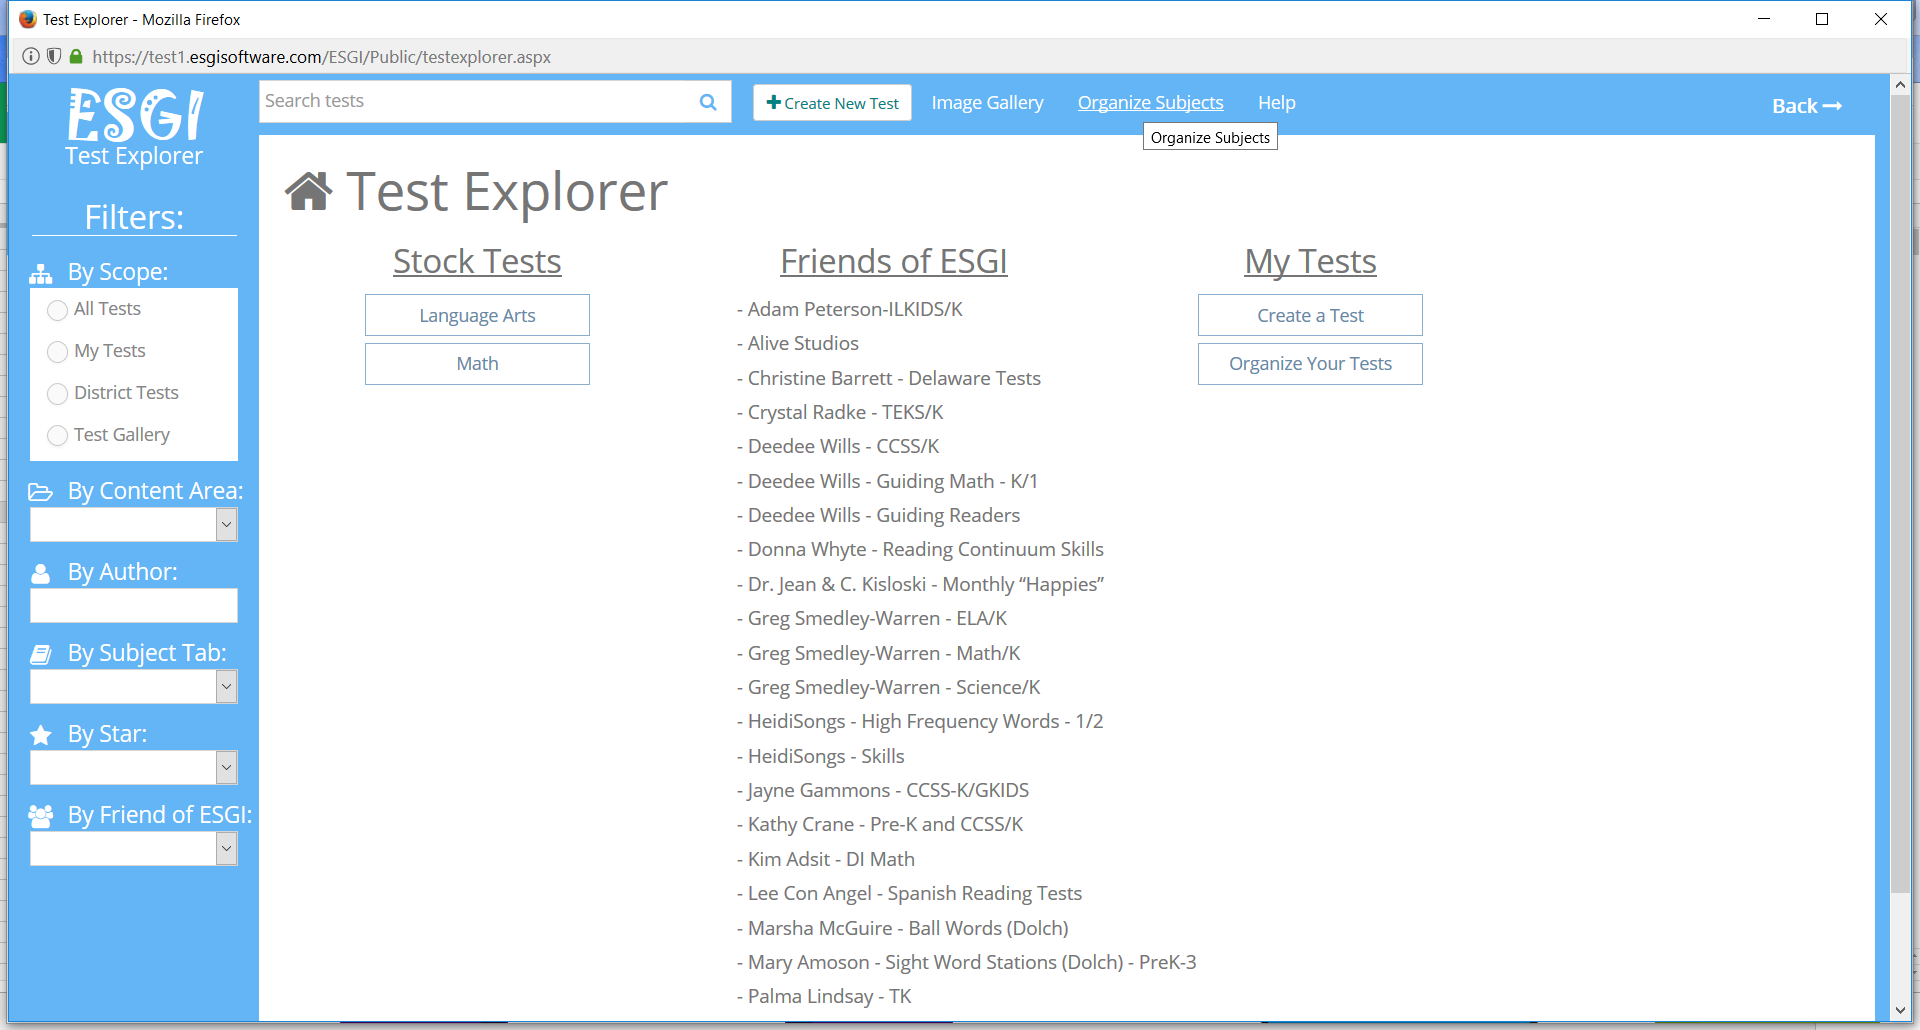 Test Explorer - Mozilla Firefox
https://test1.esgisoftware.com/ESGI/Public/testexplorer.aspx
ESGI
Test Explorer
Search tests
Create New Test
Image Gallery
Organize Subjects
Help
Back
Organize Subjects
Filters:
By Scope:
All Tests
My Tests
District Tests
Test Gallery
By Content Area:
By Author:
By Subject Tab:
By Star:
By Friend of ESGI:
Test Explorer
Stock Tests
Language Arts
Math
Friends of ESGI
- Adam Peterson-ILKIDS/K
- Alive Studios
- Christine Barrett - Delaware Tests
- Crystal Radke - TEKS/K
- Deedee Wills - CCSS/K
- Deedee Wills - Guiding Math - K/1
- Deedee Wills - Guiding Readers
- Donna Whyte - Reading Continuum Skills
- Dr. Jean & C. Kisloski - Monthly “Happies”
- Greg Smedley-Warren - ELA/K
- Greg Smedley-Warren - Math/K
- Greg Smedley-Warren - Science/K
- HeidiSongs - High Frequency Words - 1/2
- HeidiSongs - Skills
- Jayne Gammons - CCSS-K/GKIDS
- Kathy Crane - Pre-K and CCSS/K
- Kim Adsit - DI Math
- Lee Con Angel - Spanish Reading Tests
- Marsha McGuire - Ball Words (Dolch)
- Mary Amoson - Sight Word Stations (Dolch) - PreK-3
- Palma Lindsay - TK
My Tests
Create a Test
Organize Your Tests